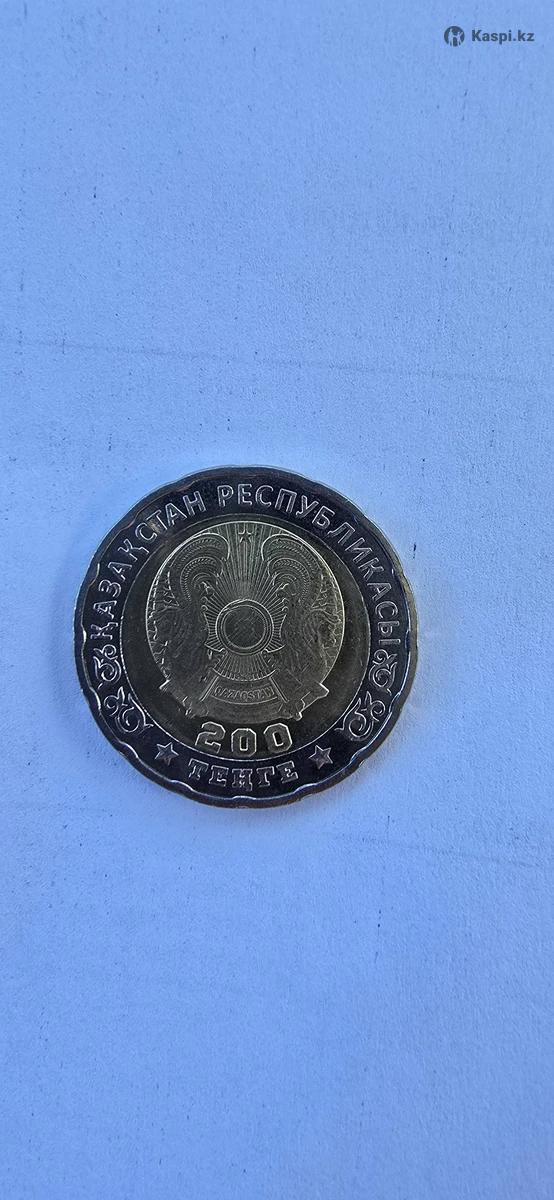 Kaspi.kz
ҚАЗАҚСТАН РЕСПУБЛИКАСЫ
QAZAQSTAN
200
ТЕҢГЕ